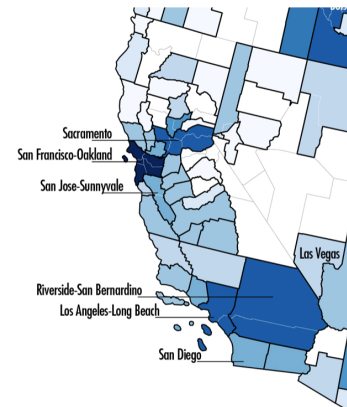 Sacramento
San Francisco-Oakland
San Jose-Sunnyvale
Las Vegas
Riverside-San Bernardino
Los Angeles-Long Beach
San Diego